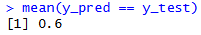 > mean(y_pred == y_test)
[1] 0.6